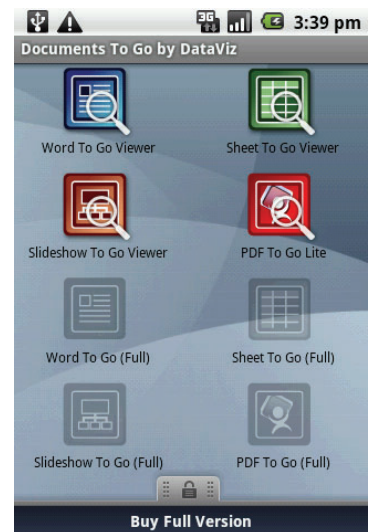 3G 3:39 pm
Documents To Go by DataViz
Word To Go Viewer Sheet To Go Viewer
Slideshow To Go Viewer PDF To Go Lite
Word To Go (Full) Sheet To Go (Full)
Slideshow To Go (Full) PDF To Go (Full)
Buy Full Version